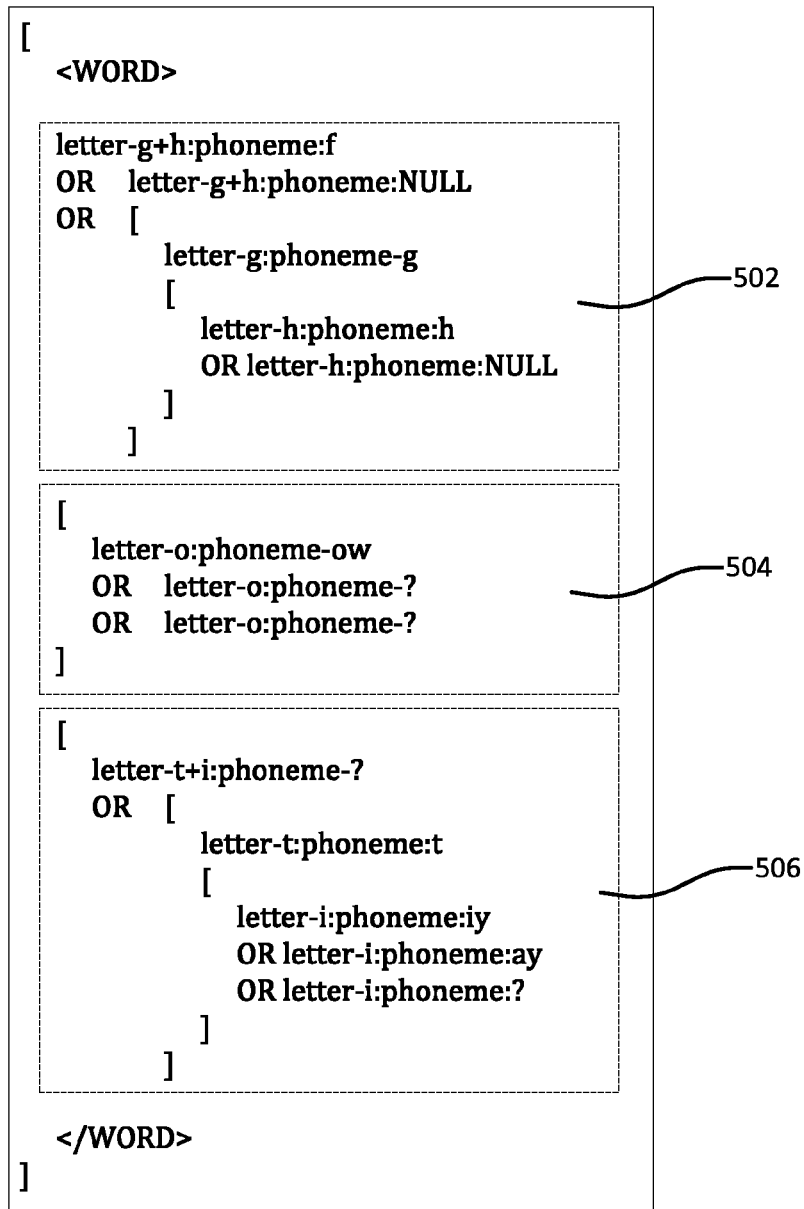 [
<WORD>
letter-g+h:phoneme:f
OR letter-g+h:phoneme:NULL
OR [
letter-g:phoneme-g
[
letter-h:phoneme:h
OR letter-h:phoneme:NULL
]
]
502
[
letter-o:phoneme-ow
OR letter-o:phoneme-?
OR letter-o:phoneme-?
]
504
[
letter-t+i:phoneme-?
OR [
letter-t:phoneme:t
[
letter-i:phoneme:iy
OR letter-i:phoneme:ay
OR letter-i:phoneme:?
]
]
506
</WORD>
]